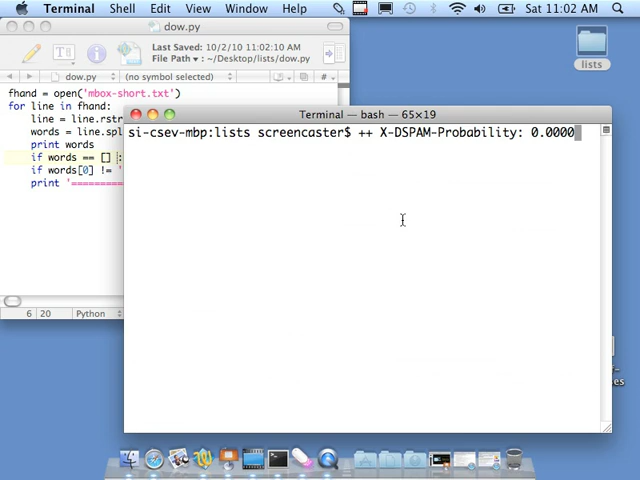 Terminal Shell Edit View Window Help Sat 11:02 AM
dow.py
Last Saved: 10/2/10 11:02:10 AM
File Path ▾: ~/Desktop/lists/dow.py
dow.py (no symbol selected) #
fhand = open('mbox-short.txt')
for line in fhand:
line = line.rstr
words = line.spl
print words
if words == [] :
if words[0] != '
print '==========
6 20 Python
Terminal — bash — 65×19
si-csev-mbp:lists screencaster$ ++ X-DSPAM-Probability: 0.0000
lists